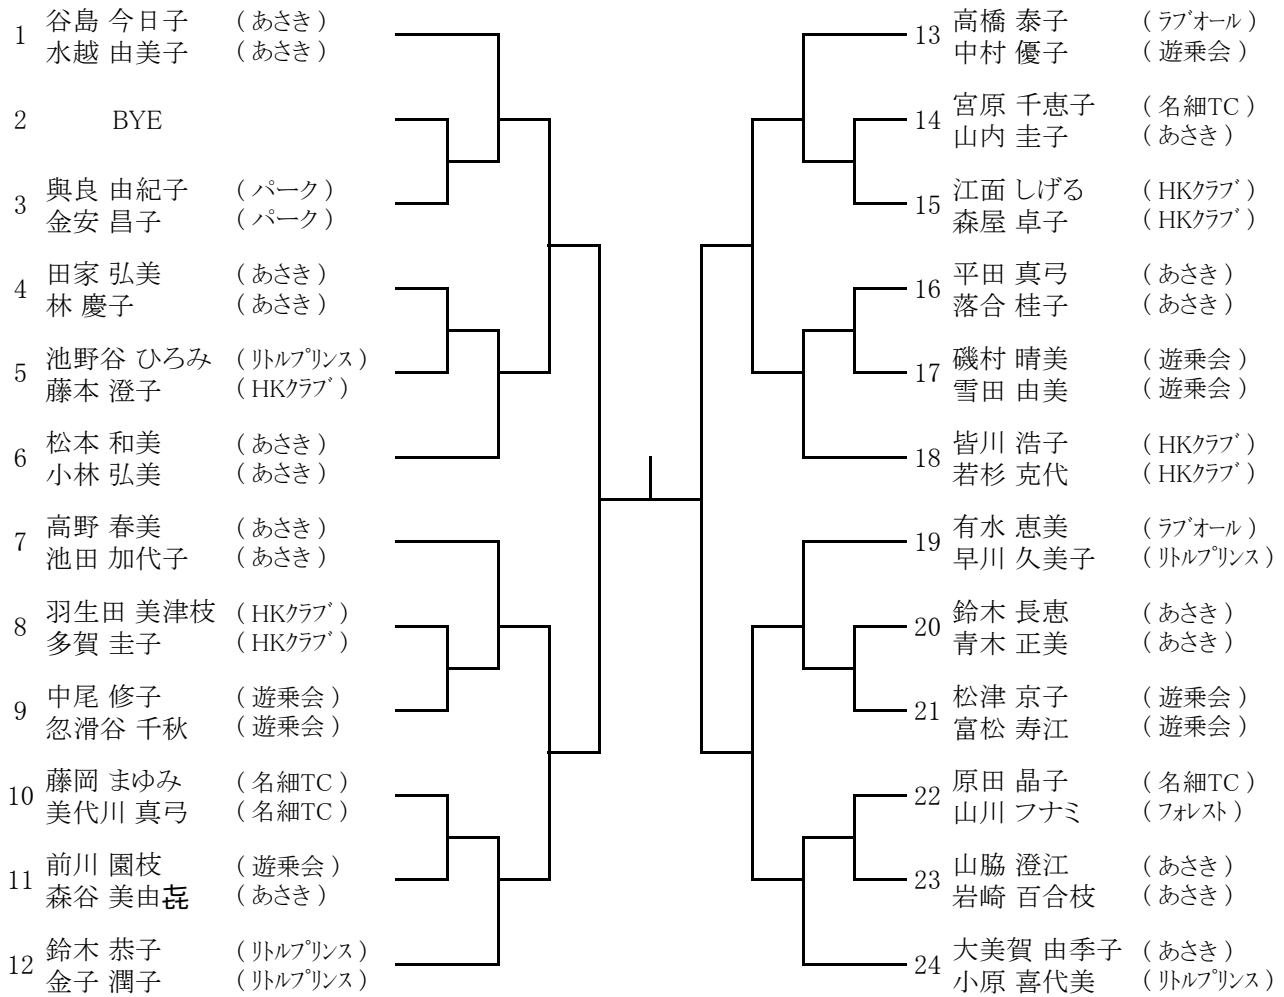 1 谷島 今日子 ( あさき )
水越 由美子 ( あさき )
2 BYE
3 與良 由紀子 ( パーク )
金安 昌子 ( パーク )
4 田家 弘美 ( あさき )
林 慶子 ( あさき )
5 池野谷 ひろみ ( リトルプリンス )
藤本 澄子 ( HKクラブ )
6 松本 和美 ( あさき )
小林 弘美 ( あさき )
7 高野 春美 ( あさき )
池田 加代子 ( あさき )
8 羽生田 美津枝 ( HKクラブ )
多賀 圭子 ( HKクラブ )
9 中尾 修子 ( 遊乗会 )
忽滑谷 千秋 ( 遊乗会 )
10 藤岡 まゆみ ( 名細TC )
美代川 真弓 ( 名細TC )
11 前川 園枝 ( 遊乗会 )
森谷 美由㐂 ( あさき )
12 鈴木 恭子 ( リトルプリンス )
金子 潤子 ( リトルプリンス )
13 高橋 泰子 ( ラブオール )
中村 優子 ( 遊乗会 )
14 宮原 千恵子 ( 名細TC )
山内 圭子 ( あさき )
15 江面 しげる ( HKクラブ )
森屋 卓子 ( HKクラブ )
16 平田 真弓 ( あさき )
落合 桂子 ( あさき )
17 磯村 晴美 ( 遊乗会 )
雪田 由美 ( 遊乗会 )
18 皆川 浩子 ( HKクラブ )
若杉 克代 ( HKクラブ )
19 有水 恵美 ( ラブオール )
早川 久美子 ( リトルプリンス )
20 鈴木 長恵 ( あさき )
青木 正美 ( あさき )
21 松津 京子 ( 遊乗会 )
富松 寿江 ( 遊乗会 )
22 原田 晶子 ( 名細TC )
山川 フナミ ( フォレスト )
23 山脇 澄江 ( あさき )
岩崎 百合枝 ( あさき )
24 大美賀 由季子 ( あさき )
小原 喜代美 ( リトルプリンス )